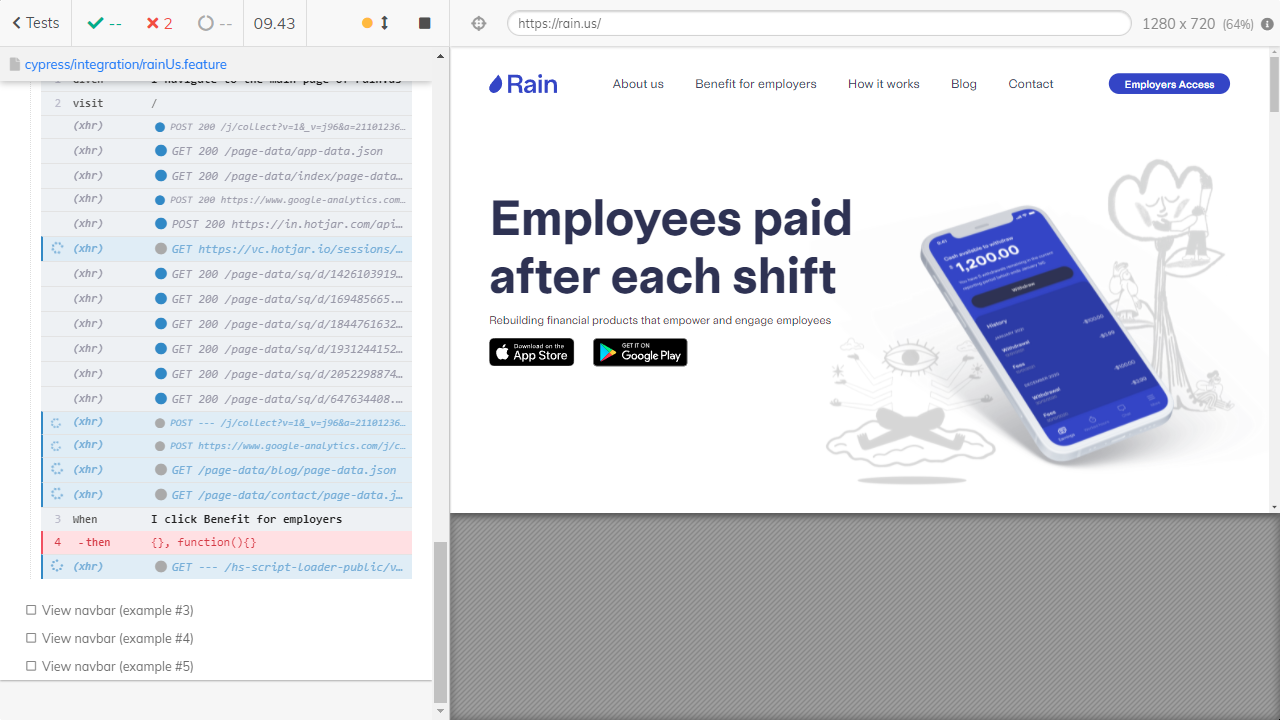 Tests
--
2
--
09.43
https://rain.us/
1280 x 720 (64%)
cypress/integration/rainUs.feature
2 visit /
(xhr) POST 200 /j/collect?v=1&_v=j96&a=21101236…
(xhr) GET 200 /page-data/app-data.json
(xhr) GET 200 /page-data/index/page-data…
(xhr) POST 200 https://www.google-analytics.com…
(xhr) POST 200 https://in.hotjar.com/api…
(xhr) GET https://vc.hotjar.io/sessions/…
(xhr) GET 200 /page-data/sq/d/1426103919…
(xhr) GET 200 /page-data/sq/d/169485665.…
(xhr) GET 200 /page-data/sq/d/1844761632…
(xhr) GET 200 /page-data/sq/d/1931244152…
(xhr) GET 200 /page-data/sq/d/2052298874…
(xhr) GET 200 /page-data/sq/d/647654408.…
(xhr) POST --- /j/collect?v=1&_v=j96&a=21101236…
(xhr) POST https://www.google-analytics.com/j/c…
(xhr) GET /page-data/blog/page-data.json
(xhr) GET /page-data/contact/page-data.j…
3 When I click Benefit for employers
4 -then {}, function(){}
(xhr) GET --- /hs-script-loader-public/v…
View navbar (example #3)
View navbar (example #4)
View navbar (example #5)
Rain
About us
Benefit for employers
How it works
Blog
Contact
Employers Access
Employees paid
after each shift
Rebuilding financial products that empower and engage employees
Download on the
App Store
GET IT ON
Google Play
Cash available to withdraw
1,200.00
Withdraw
History
Withdrawal
Fees
Withdrawal
Fees